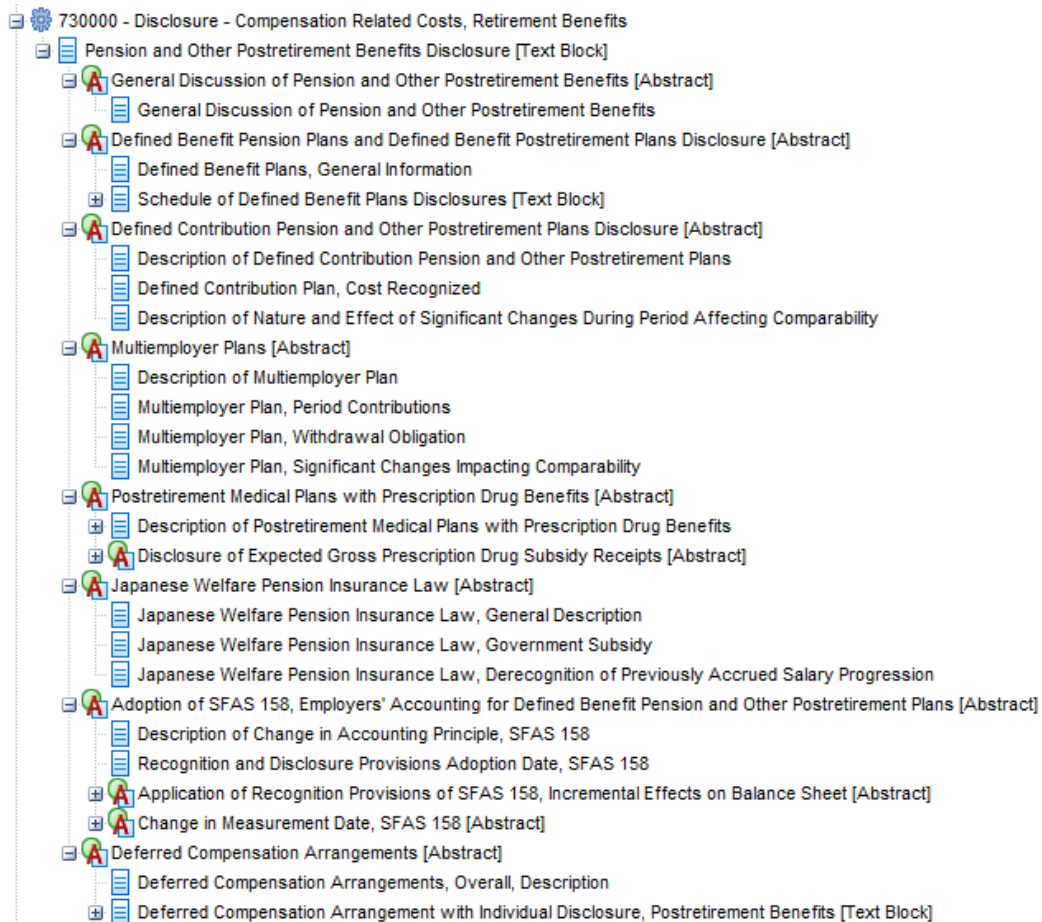 730000 - Disclosure - Compensation Related Costs, Retirement Benefits
Pension and Other Postretirement Benefits Disclosure [Text Block]
General Discussion of Pension and Other Postretirement Benefits [Abstract]
General Discussion of Pension and Other Postretirement Benefits
Defined Benefit Pension Plans and Defined Benefit Postretirement Plans Disclosure [Abstract]
Defined Benefit Plans, General Information
Schedule of Defined Benefit Plans Disclosures [Text Block]
Defined Contribution Pension and Other Postretirement Plans Disclosure [Abstract]
Description of Defined Contribution Pension and Other Postretirement Plans
Defined Contribution Plan, Cost Recognized
Description of Nature and Effect of Significant Changes During Period Affecting Comparability
Multiemployer Plans [Abstract]
Description of Multiemployer Plan
Multiemployer Plan, Period Contributions
Multiemployer Plan, Withdrawal Obligation
Multiemployer Plan, Significant Changes Impacting Comparability
Postretirement Medical Plans with Prescription Drug Benefits [Abstract]
Description of Postretirement Medical Plans with Prescription Drug Benefits
Disclosure of Expected Gross Prescription Drug Subsidy Receipts [Abstract]
Japanese Welfare Pension Insurance Law [Abstract]
Japanese Welfare Pension Insurance Law, General Description
Japanese Welfare Pension Insurance Law, Government Subsidy
Japanese Welfare Pension Insurance Law, Derecognition of Previously Accrued Salary Progression
Adoption of SFAS 158, Employers' Accounting for Defined Benefit Pension and Other Postretirement Plans [Abstract]
Description of Change in Accounting Principle, SFAS 158
Recognition and Disclosure Provisions Adoption Date, SFAS 158
Application of Recognition Provisions of SFAS 158, Incremental Effects on Balance Sheet [Abstract]
Change in Measurement Date, SFAS 158 [Abstract]
Deferred Compensation Arrangements [Abstract]
Deferred Compensation Arrangements, Overall, Description
Deferred Compensation Arrangement with Individual Disclosure, Postretirement Benefits [Text Block]